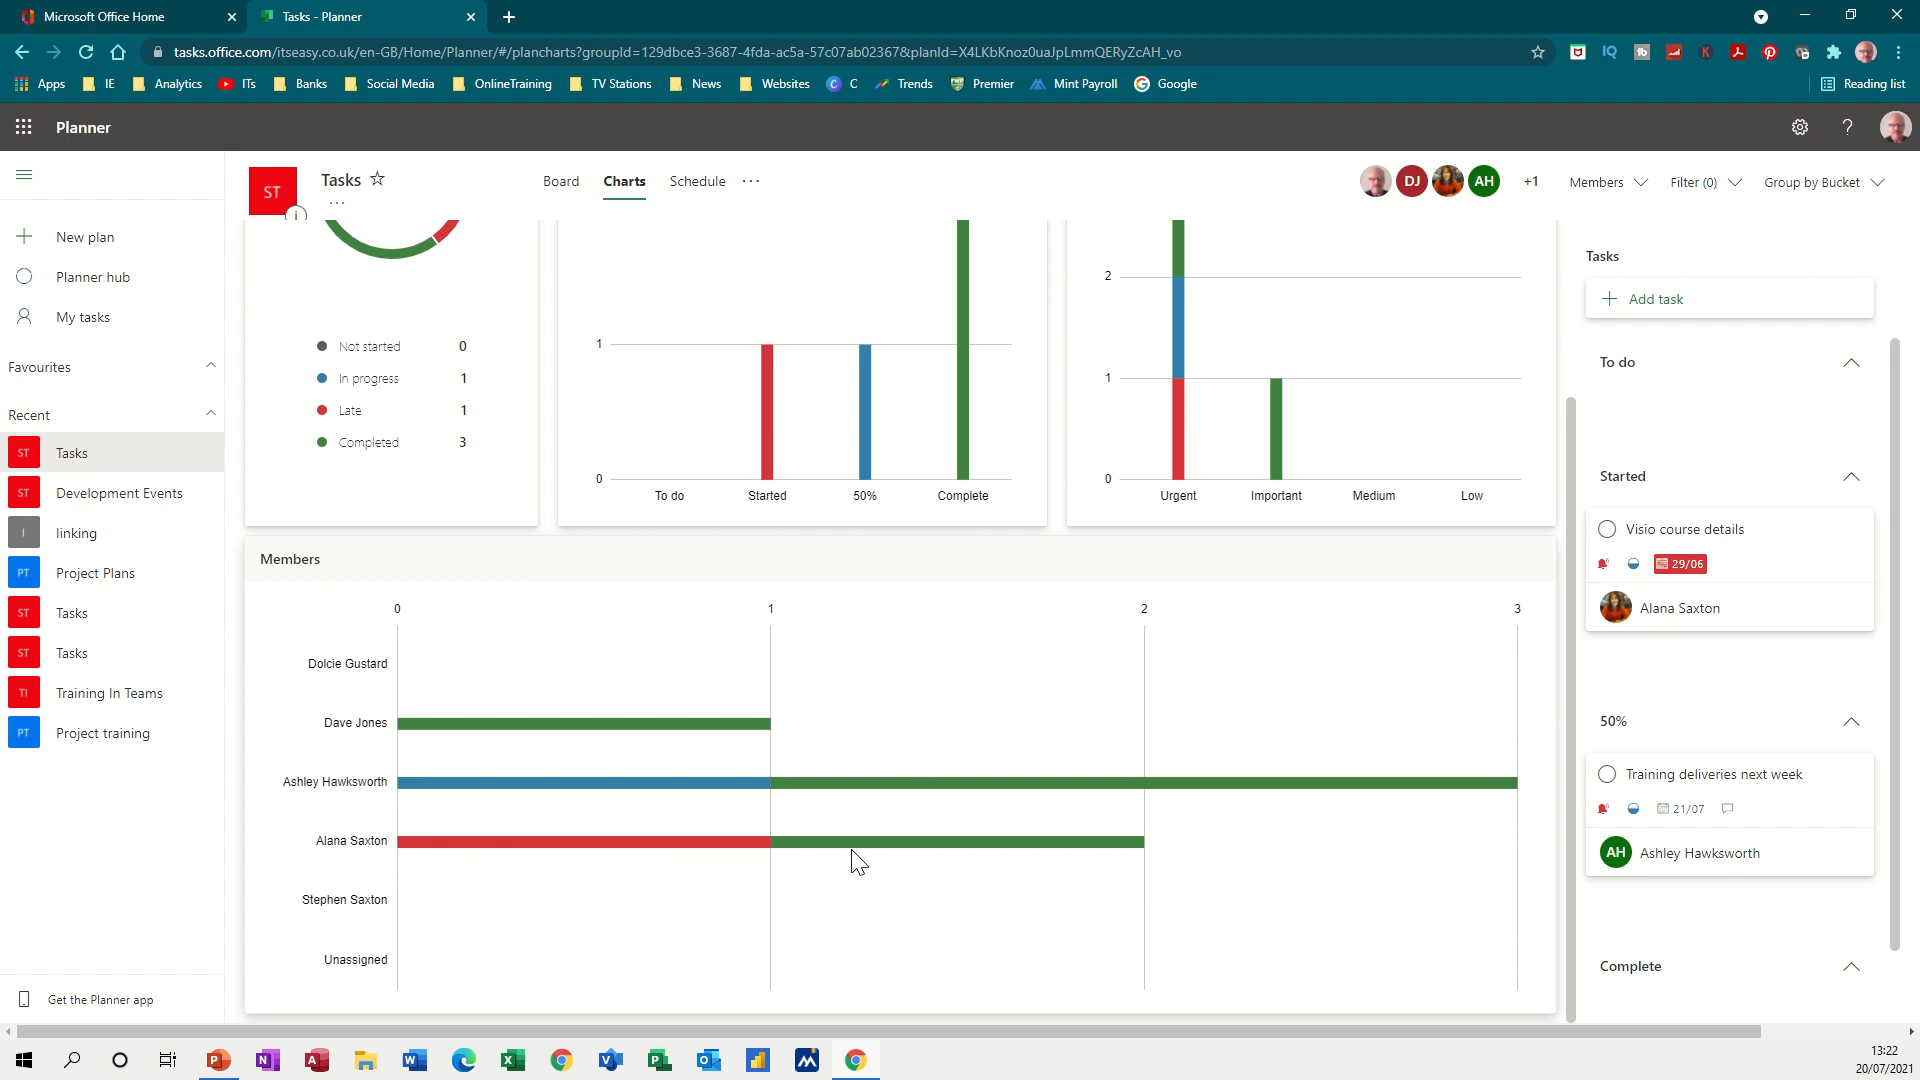 Microsoft Office Home
Tasks - Planner
tasks.office.com/itseasy.co.uk/en-GB/Home/Planner/#/plancharts?groupId=129dbce3-3687-4fda-ac5a-57c07ab02367&planId=X4LKbKnoz0uaJpLmmQERyZcAH_vo
Apps IE Analytics ITs Banks Social Media OnlineTraining TV Stations News Websites C C Trends Premier Mint Payroll Google Reading list
Planner
ST
Tasks
Board Charts Schedule
DJ AH +1 Members Filter (0) Group by Bucket
New plan
Planner hub
My tasks
Favourites
Recent
ST Tasks
ST Development Events
I linking
PT Project Plans
ST Tasks
ST Tasks
TI Training In Teams
PT Project training
Get the Planner app
Not started 0
In progress 1
Late 1
Completed 3
1
0
To do Started 50% Complete
2
1
0
Urgent Important Medium Low
Members
0 1 2 3
Dolcie Gustard
Dave Jones
Ashley Hawksworth
Alana Saxton
Stephen Saxton
Unassigned
Tasks
Add task
To do
Started
Visio course details
29/06
Alana Saxton
50%
Training deliveries next week
21/07
AH Ashley Hawksworth
Complete
13:22
20/07/2021